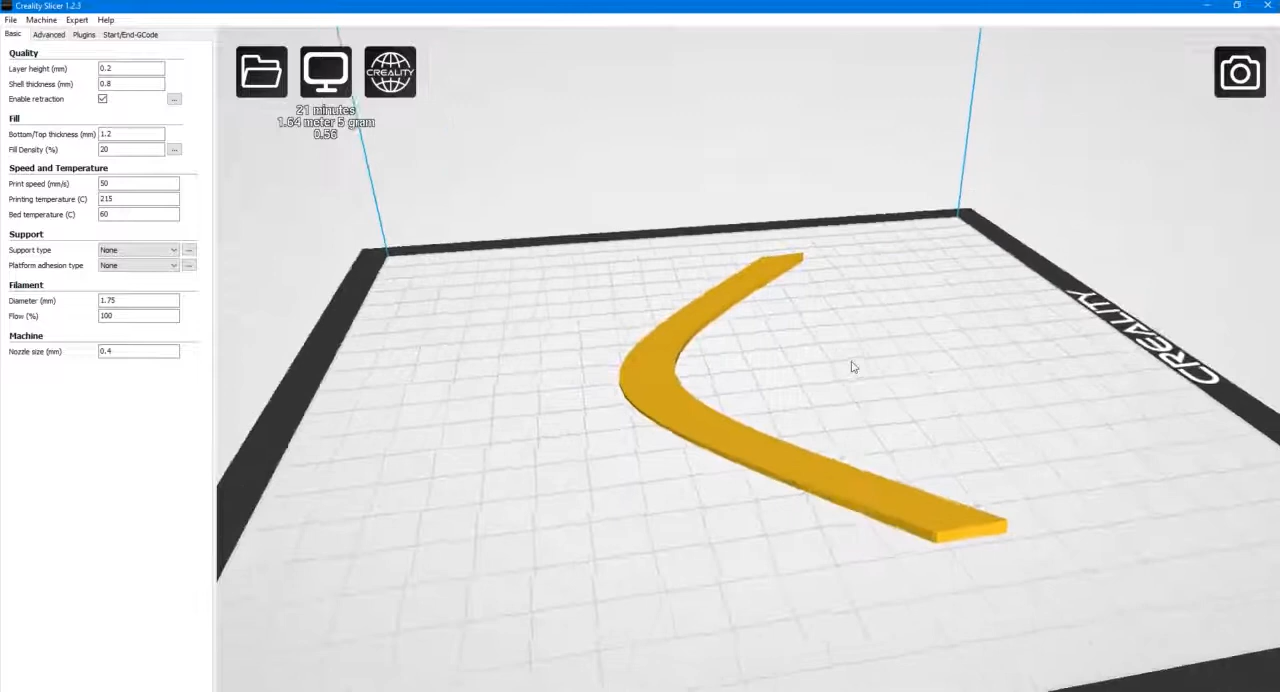 Creality Slicer 1.2.3
File Machine Expert Help
Basic Advanced Plugins Start/End-GCode
Quality
Layer height (mm) 0.2
Shell thickness (mm) 0.8
Enable retraction ...
Fill
Bottom/Top thickness (mm) 1.2
Fill Density (%) 20 ...
Speed and Temperature
Print speed (mm/s) 50
Printing temperature (C) 215
Bed temperature (C) 60
Support
Support type None ...
Platform adhesion type None ...
Filament
Diameter (mm) 1.75
Flow (%) 100
Machine
Nozzle size (mm) 0.4
CREALITY
21 minutes
1.64 meter 5 gram
0.56
CREALITY